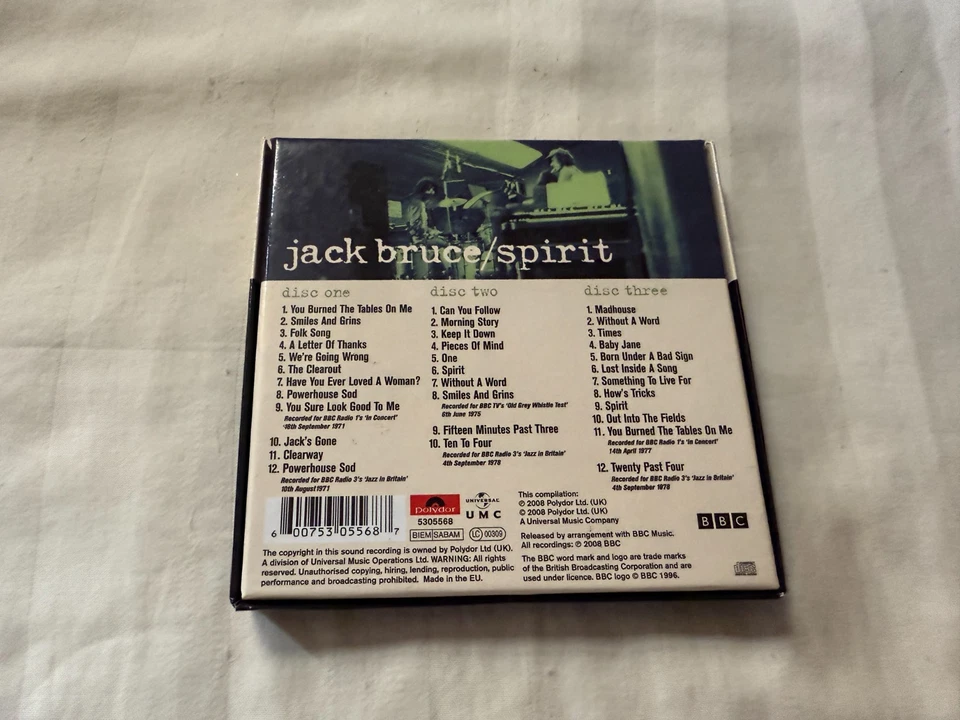 jack bruce/spirit
disc one
1. You Burned The Tables On Me
2. Smiles And Grins
3. Folk Song
4. A Letter Of Thanks
5. We're Going Wrong
6. The Clearout
7. Have You Ever Loved A Woman?
8. Powerhouse Sod
9. You Sure Look Good To Me
Recorded for BBC Radio 1's 'In Concert'
18th September 1971
10. Jack's Gone
11. Clearway
12. Powerhouse Sod
Recorded for BBC Radio 3's 'Jazz in Britain'
10th August 1971
disc two
1. Can You Follow
2. Morning Story
3. Keep It Down
4. Pieces Of Mind
5. One
6. Spirit
7. Without A Word
8. Smiles And Grins
Recorded for BBC TV's 'Old Grey Whistle Test'
6th June 1975
9. Fifteen Minutes Past Three
10. Ten To Four
Recorded for BBC Radio 3's 'Jazz in Britain'
4th September 1978
disc three
1. Madhouse
2. Without A Word
3. Times
4. Baby Jane
5. Born Under A Bad Sign
6. Lost Inside A Song
7. Something To Live For
8. How's Tricks
9. Spirit
10. Out Into The Fields
11. You Burned The Tables On Me
Recorded for BBC Radio 1's 'In Concert'
14th April 1977
12. Twenty Past Four
Recorded for BBC Radio 3's 'Jazz in Britain'
4th September 1978
6 00753 05568 7
polydor
5305568
BIEM SABAM
UNIVERSAL
UMC
LC 00309
This compilation:
℗ 2008 Polydor Ltd. (UK)
© 2008 Polydor Ltd. (UK)
A Universal Music Company
Released by arrangement with BBC Music.
All recordings: ℗ 2008 BBC
The BBC word mark and logo are trade marks
of the British Broadcasting Corporation and are
used under licence. BBC logo © BBC 1996.
BBC
The copyright in this sound recording is owned by Polydor Ltd (UK).
A division of Universal Music Operations Ltd. WARNING: All rights
reserved. Unauthorised copying, hiring, lending, reproduction, public
performance and broadcasting prohibited. Made in the EU.